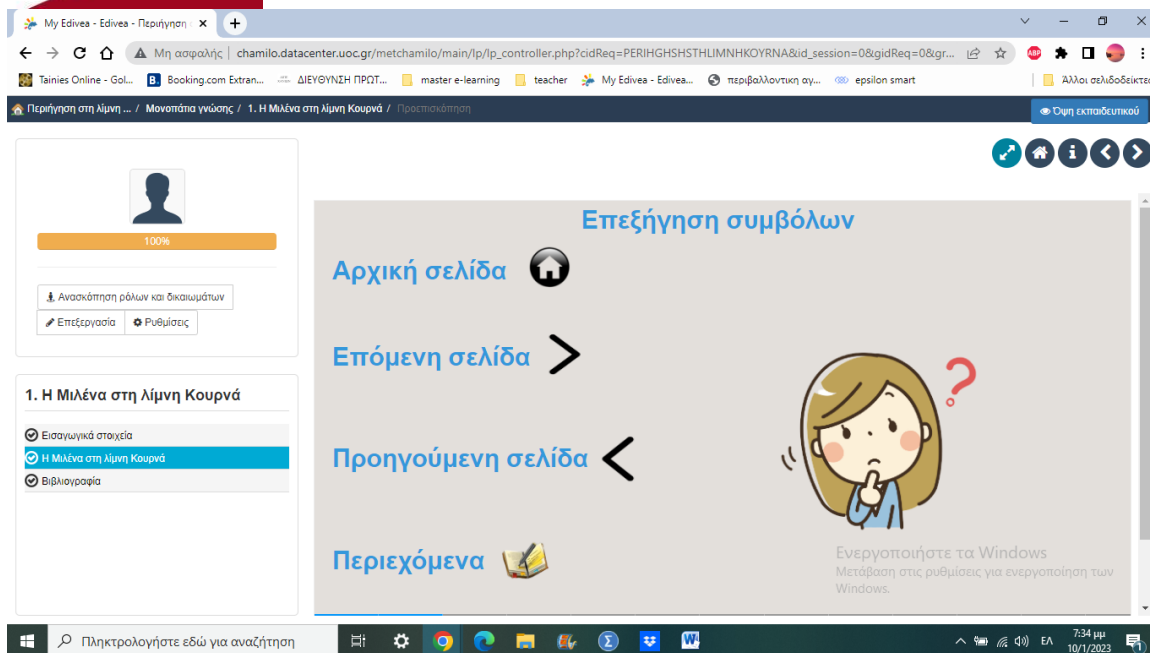 My Edivea - Edivea - Περιήγηση
Μη ασφαλής | chamilo.datacenter.uoc.gr/metchamilo/main/lp/lp_controller.php?cidReq=PERIHGHSHSTHLIMNHKOYRNA&id_session=0&gidReq=0&gr...
Tainies Online - Gol... Booking.com Extran... ΔΙΕΥΘΥΝΣΗ ΠΡΩΤ... master e-learning teacher My Edivea - Edivea... περιβαλλοντικη αγ... epsilon smart Άλλοι σελιδοδείκτες
Περιήγηση στη λίμνη ... / Μονοπάτια γνώσης / 1. Η Μιλένα στη λίμνη Κουρνά / Προεπισκόπηση
Όψη εκπαιδευτικού
100%
Ανασκόπηση ρόλων και δικαιωμάτων
Επεξεργασία Ρυθμίσεις
1. Η Μιλένα στη λίμνη Κουρνά
Εισαγωγικά στοιχεία
Η Μιλένα στη λίμνη Κουρνά
Βιβλιογραφία
Επεξήγηση συμβόλων
Αρχική σελίδα
Επόμενη σελίδα >
Προηγούμενη σελίδα <
Περιεχόμενα
Ενεργοποιήστε τα Windows
Μετάβαση στις ρυθμίσεις για ενεργοποίηση των
Windows.
Πληκτρολογήστε εδώ για αναζήτηση
ΕΛ
7:34 μμ
10/1/2023